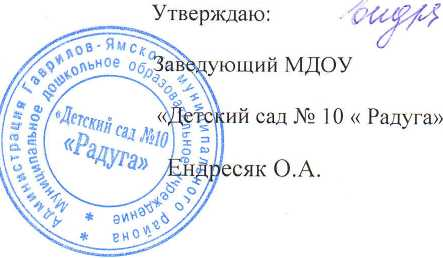 Утверждаю:
Заведующий МДОУ
«Детский сад № 10 « Радуга»
Ендресяк О.А.
Администрация Гаврилов-Ямского муниципального района *
Муниципальное дошкольное образовательное учреждение *
«Детский сад №10
«Радуга»